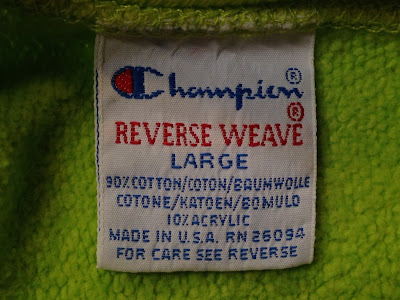 Champion®
REVERSE WEAVE®
LARGE
90% COTTON/COTON/BAUMWOLLE
COTONE/KATOEN/BOMULO
10% ACRYLIC
MADE IN U.S.A. RN 26094
FOR CARE SEE REVERSE